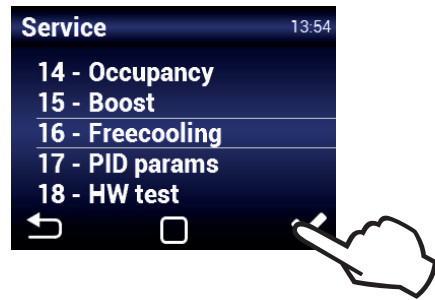 Service 13:54
14 - Occupancy
15 - Boost
16 - Freecooling
17 - PID params
18 - HW test